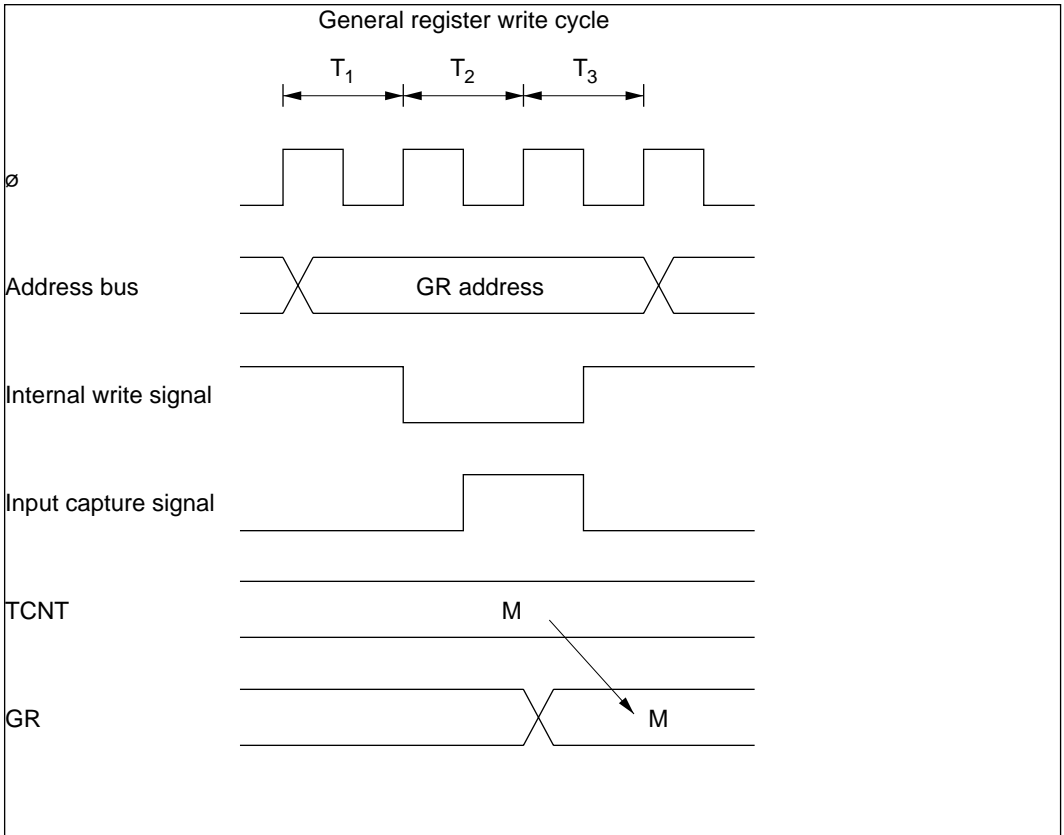 General register write cycle
T1 T2 T3
ø
Address bus GR address
Internal write signal
Input capture signal
TCNT M
GR M